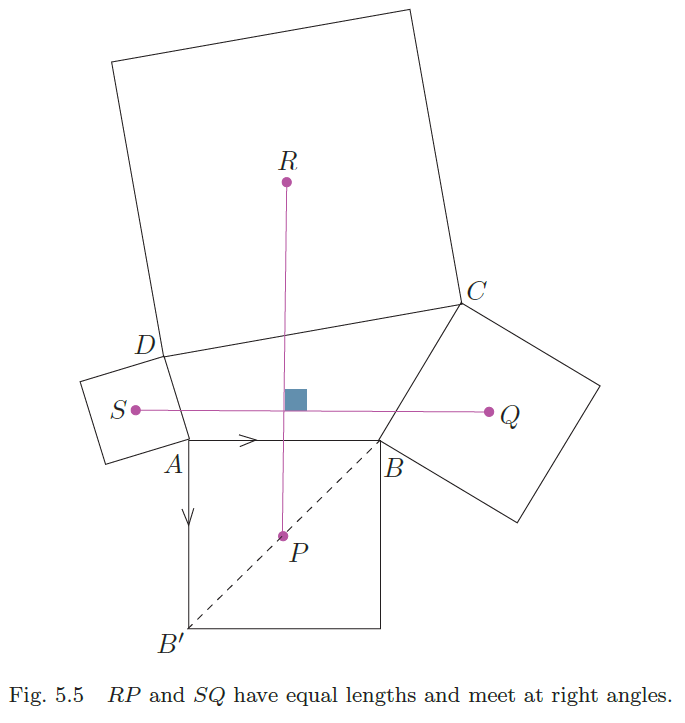 R
C
D
S
Q
A
B
P
B′
Fig. 5.5 RP and SQ have equal lengths and meet at right angles.